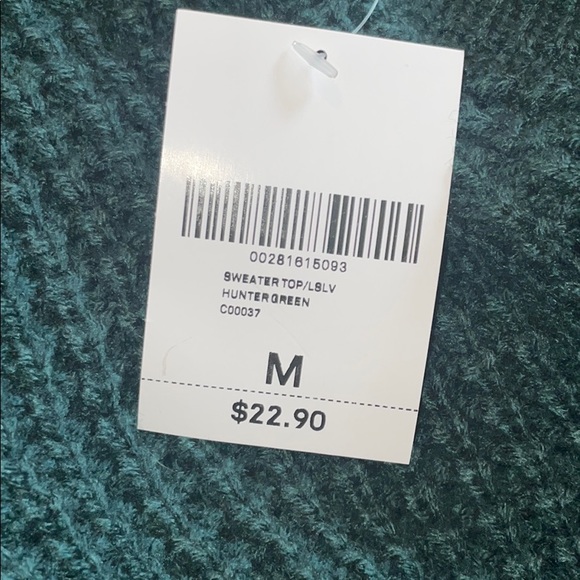 00281615093
SWEATER TOP/LSLV
HUNTER GREEN
C00037
M
$22.90